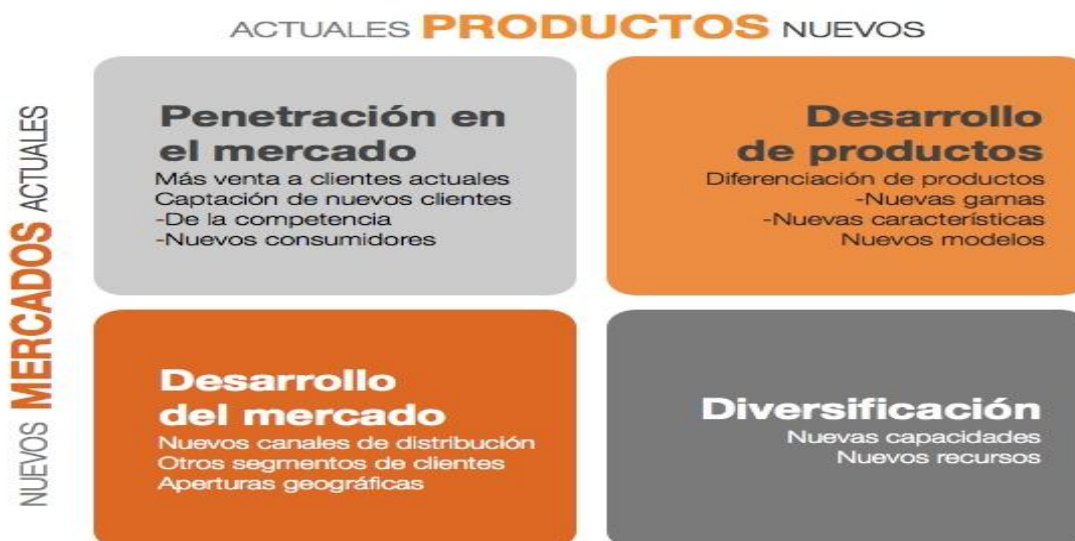 ACTUALES PRODUCTOS NUEVOS
NUEVOS MERCADOS ACTUALES
Penetración en
el mercado
Más venta a clientes actuales
Captación de nuevos clientes
-De la competencia
-Nuevos consumidores
Desarrollo
de productos
Diferenciación de productos
-Nuevas gamas
-Nuevas características
Nuevos modelos
Desarrollo
del mercado
Nuevos canales de distribución
Otros segmentos de clientes
Aperturas geográficas
Diversificación
Nuevas capacidades
Nuevos recursos